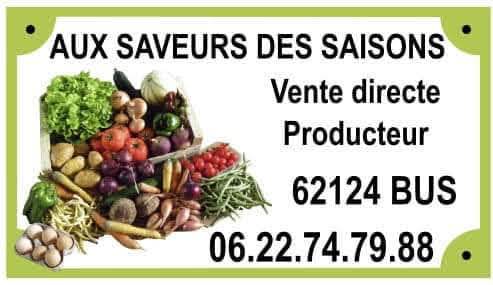 AUX SAVEURS DES SAISONS
Vente directe
Producteur
62124 BUS
06.22.74.79.88